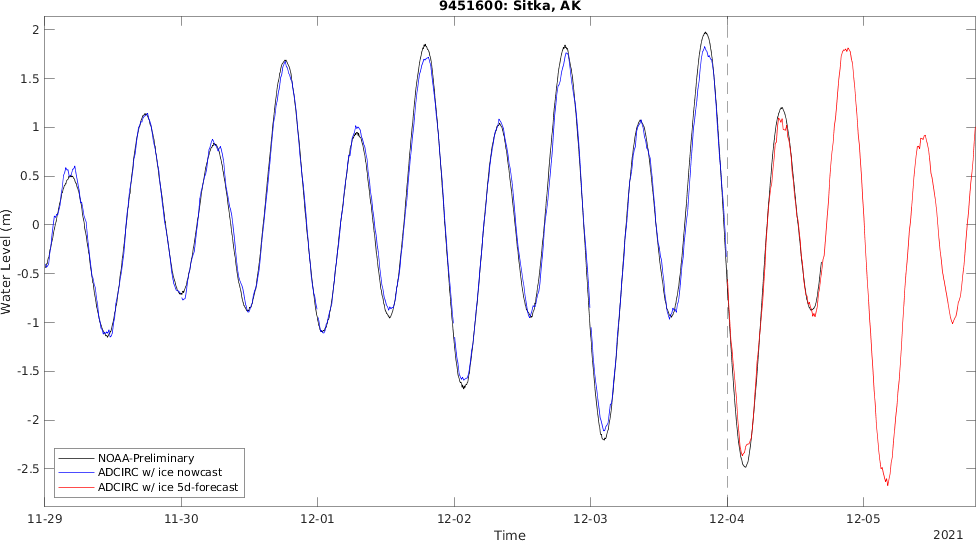 9451600: Sitka, AK
2
1.5
1
0.5
0
-0.5
-1
-1.5
-2
-2.5
Water Level (m)
NOAA-Preliminary
ADCIRC w/ ice nowcast
ADCIRC w/ ice 5d-forecast
11-29 11-30 12-01 12-02 12-03 12-04 12-05
Time
2021